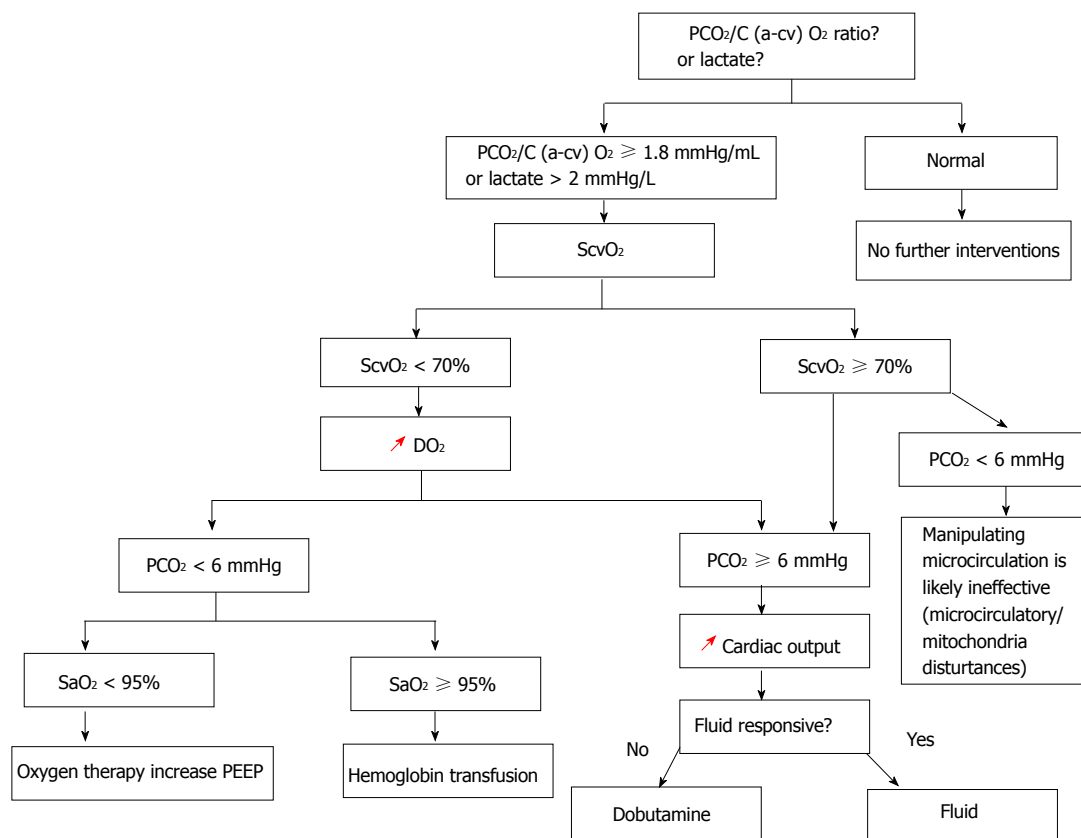 PCO₂/C (a-cv) O₂ ratio?
or lactate?
PCO₂/C (a-cv) O₂ ≥ 1.8 mmHg/mL
or lactate > 2 mmHg/L
Normal
ScvO₂
No further interventions
ScvO₂ < 70%
ScvO₂ ≥ 70%
↗ DO₂
PCO₂ < 6 mmHg
PCO₂ < 6 mmHg
PCO₂ ≥ 6 mmHg
Manipulating
microcirculation is
likely ineffective
(microcirculatory/
mitochondria
disturtances)
↗ Cardiac output
SaO₂ < 95%
SaO₂ ≥ 95%
Fluid responsive?
No
Yes
Oxygen therapy increase PEEP
Hemoglobin transfusion
Dobutamine
Fluid